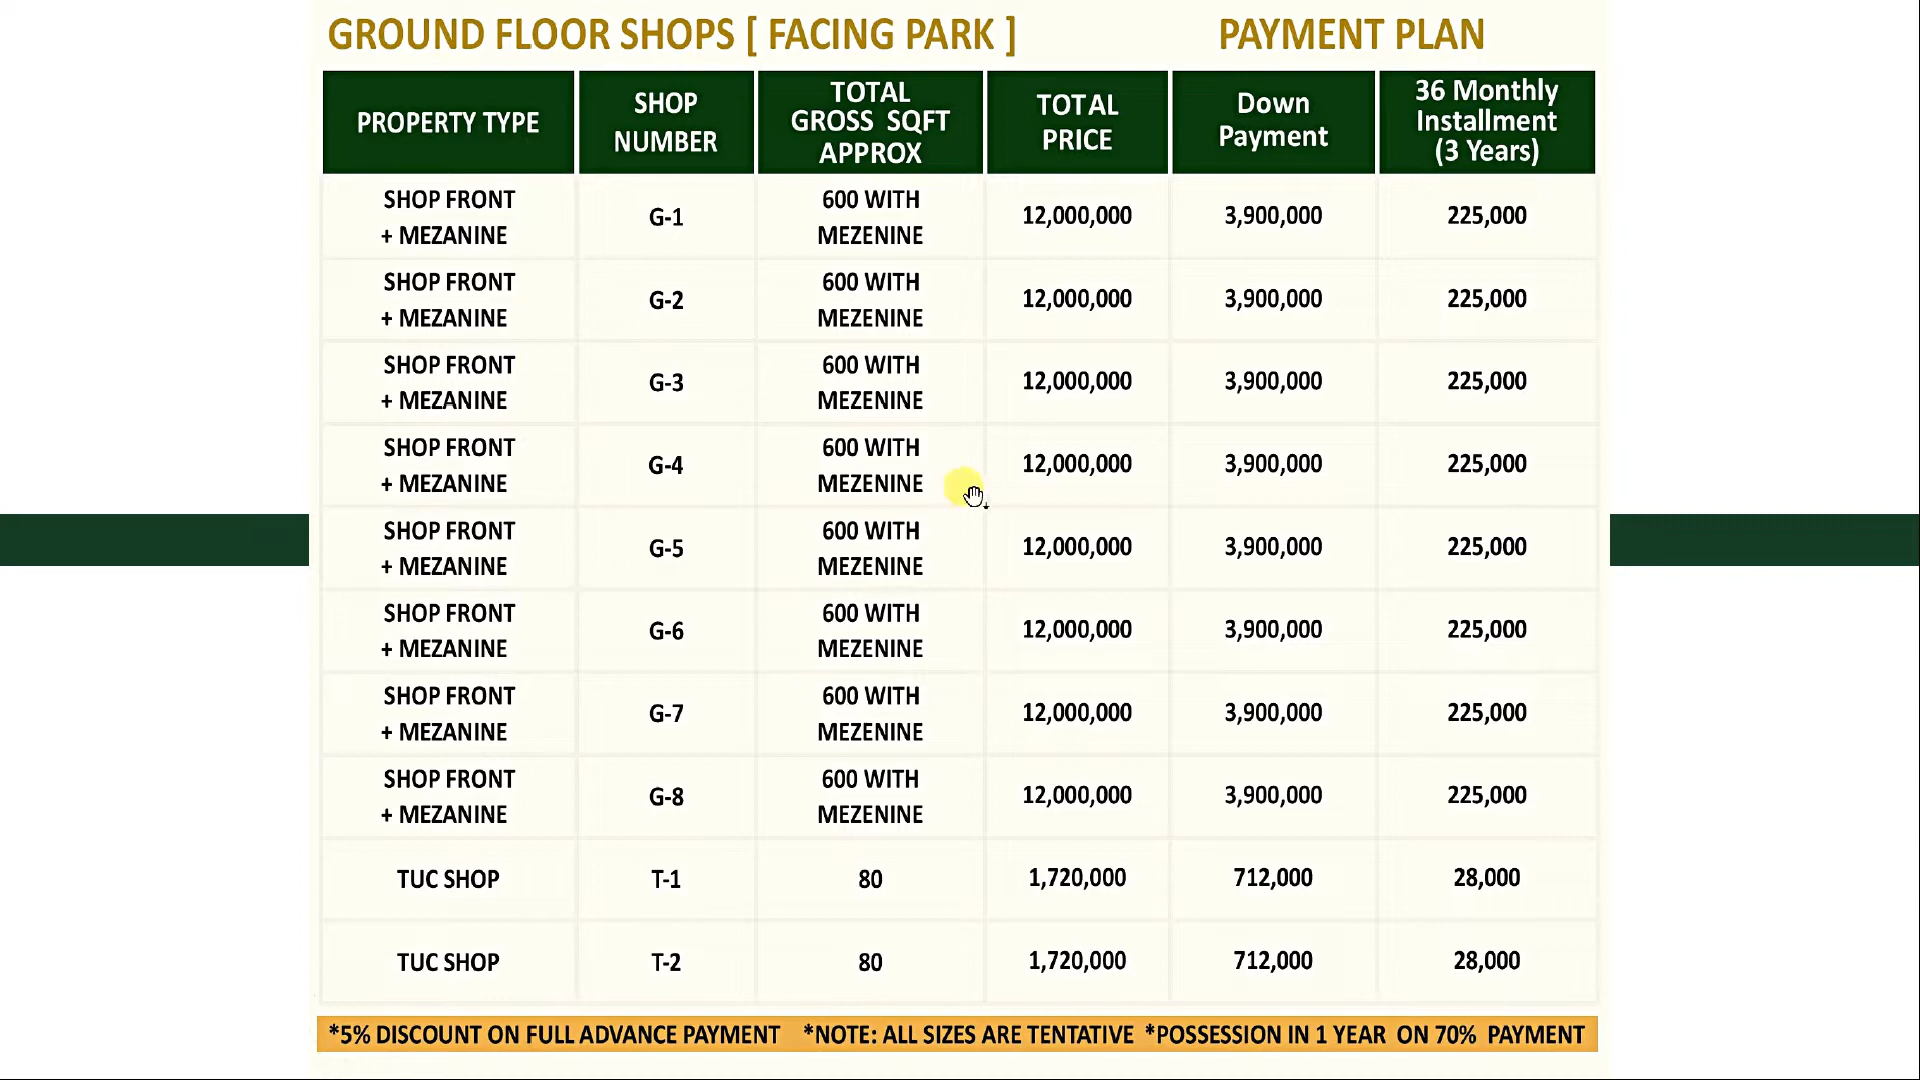 GROUND FLOOR SHOPS [ FACING PARK ] PAYMENT PLAN
PROPERTY TYPE
SHOP
NUMBER
TOTAL
GROSS SQFT
APPROX
TOTAL
PRICE
Down
Payment
36 Monthly
Installment
(3 Years)
SHOP FRONT
+ MEZANINE
G-1
600 WITH
MEZENINE
12,000,000
3,900,000
225,000
SHOP FRONT
+ MEZANINE
G-2
600 WITH
MEZENINE
12,000,000
3,900,000
225,000
SHOP FRONT
+ MEZANINE
G-3
600 WITH
MEZENINE
12,000,000
3,900,000
225,000
SHOP FRONT
+ MEZANINE
G-4
600 WITH
MEZENINE
12,000,000
3,900,000
225,000
SHOP FRONT
+ MEZANINE
G-5
600 WITH
MEZENINE
12,000,000
3,900,000
225,000
SHOP FRONT
+ MEZANINE
G-6
600 WITH
MEZENINE
12,000,000
3,900,000
225,000
SHOP FRONT
+ MEZANINE
G-7
600 WITH
MEZENINE
12,000,000
3,900,000
225,000
SHOP FRONT
+ MEZANINE
G-8
600 WITH
MEZENINE
12,000,000
3,900,000
225,000
TUC SHOP
T-1
80
1,720,000
712,000
28,000
TUC SHOP
T-2
80
1,720,000
712,000
28,000
*5% DISCOUNT ON FULL ADVANCE PAYMENT *NOTE: ALL SIZES ARE TENTATIVE *POSSESSION IN 1 YEAR ON 70% PAYMENT